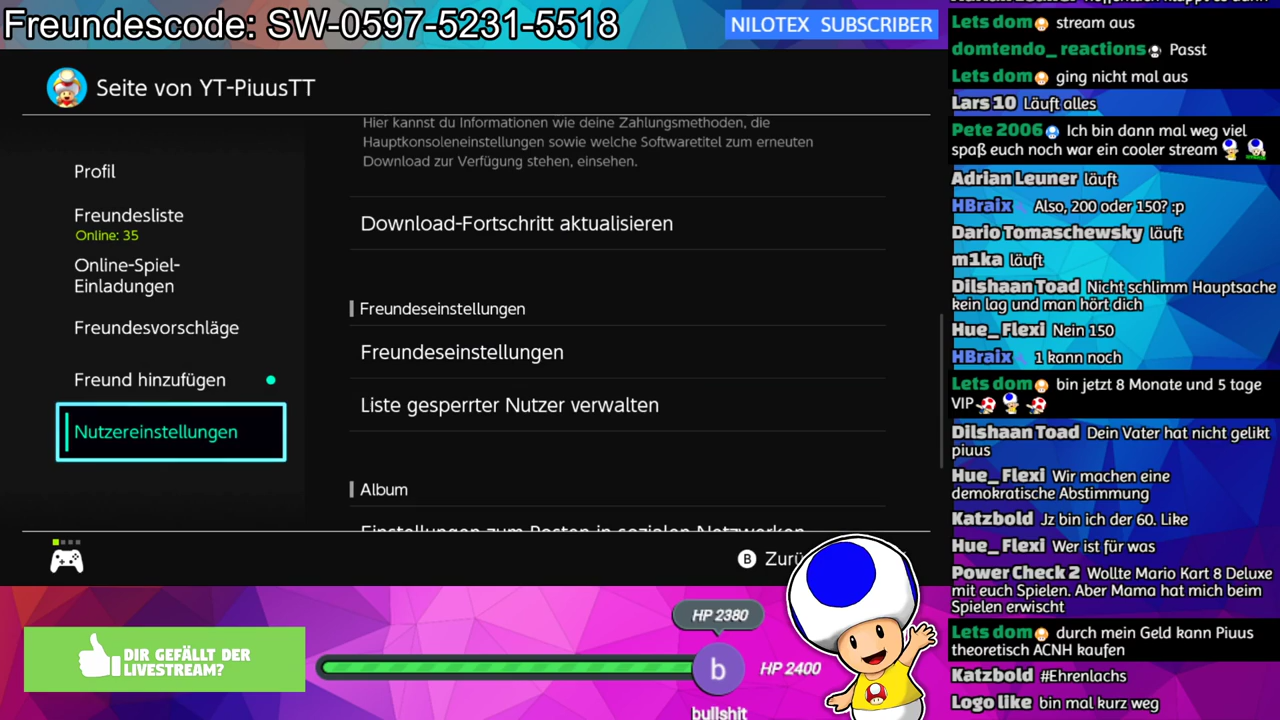 Freundescode: SW-0597-5231-5518
NILOTEX SUBSCRIBER
Seite von YT-PiuusTT
Profil
Freundesliste
Online: 35
Online-Spiel-
Einladungen
Freundesvorschläge
Freund hinzufügen
Nutzereinstellungen
Hier kannst du Informationen wie deine Zahlungsmethoden, die
Hauptkonsoleneinstellungen sowie welche Softwaretitel zum erneuten
Download zur Verfügung stehen, einsehen.
Download-Fortschritt aktualisieren
Freundeseinstellungen
Freundeseinstellungen
Liste gesperrter Nutzer verwalten
Album
Einstellungen zum Posten in sozialen Netzwerken
B Zurü
DIR GEFÄLLT DER
LIVESTREAM?
HP 2380
b
HP 2400
bullshit
Lets dom stream aus
domtendo_reactions Passt
Lets dom ging nicht mal aus
Lars 10 Läuft alles
Pete 2006 Ich bin dann mal weg viel
spaß euch noch war ein cooler stream
Adrian Leuner läuft
HBraix Also, 200 oder 150? :p
Dario Tomaschewsky läuft
m1ka läuft
Dilshaan Toad Nicht schlimm Hauptsache
kein lag und man hört dich
Hue_Flexi Nein 150
HBraix 1 kann noch
Lets dom bin jetzt 8 Monate und 5 tage
VIP
Dilshaan Toad Dein Vater hat nicht gelikt
piuus
Hue_Flexi Wir machen eine
demokratische Abstimmung
Katzbold Jz bin ich der 60. Like
Hue_Flexi Wer ist für was
Power Check 2 Wollte Mario Kart 8 Deluxe
mit euch Spielen. Aber Mama hat mich beim
Spielen erwischt
Lets dom durch mein Geld kann Piuus
theoretisch ACNH kaufen
Katzbold #Ehrenlachs
Logo like bin mal kurz weg